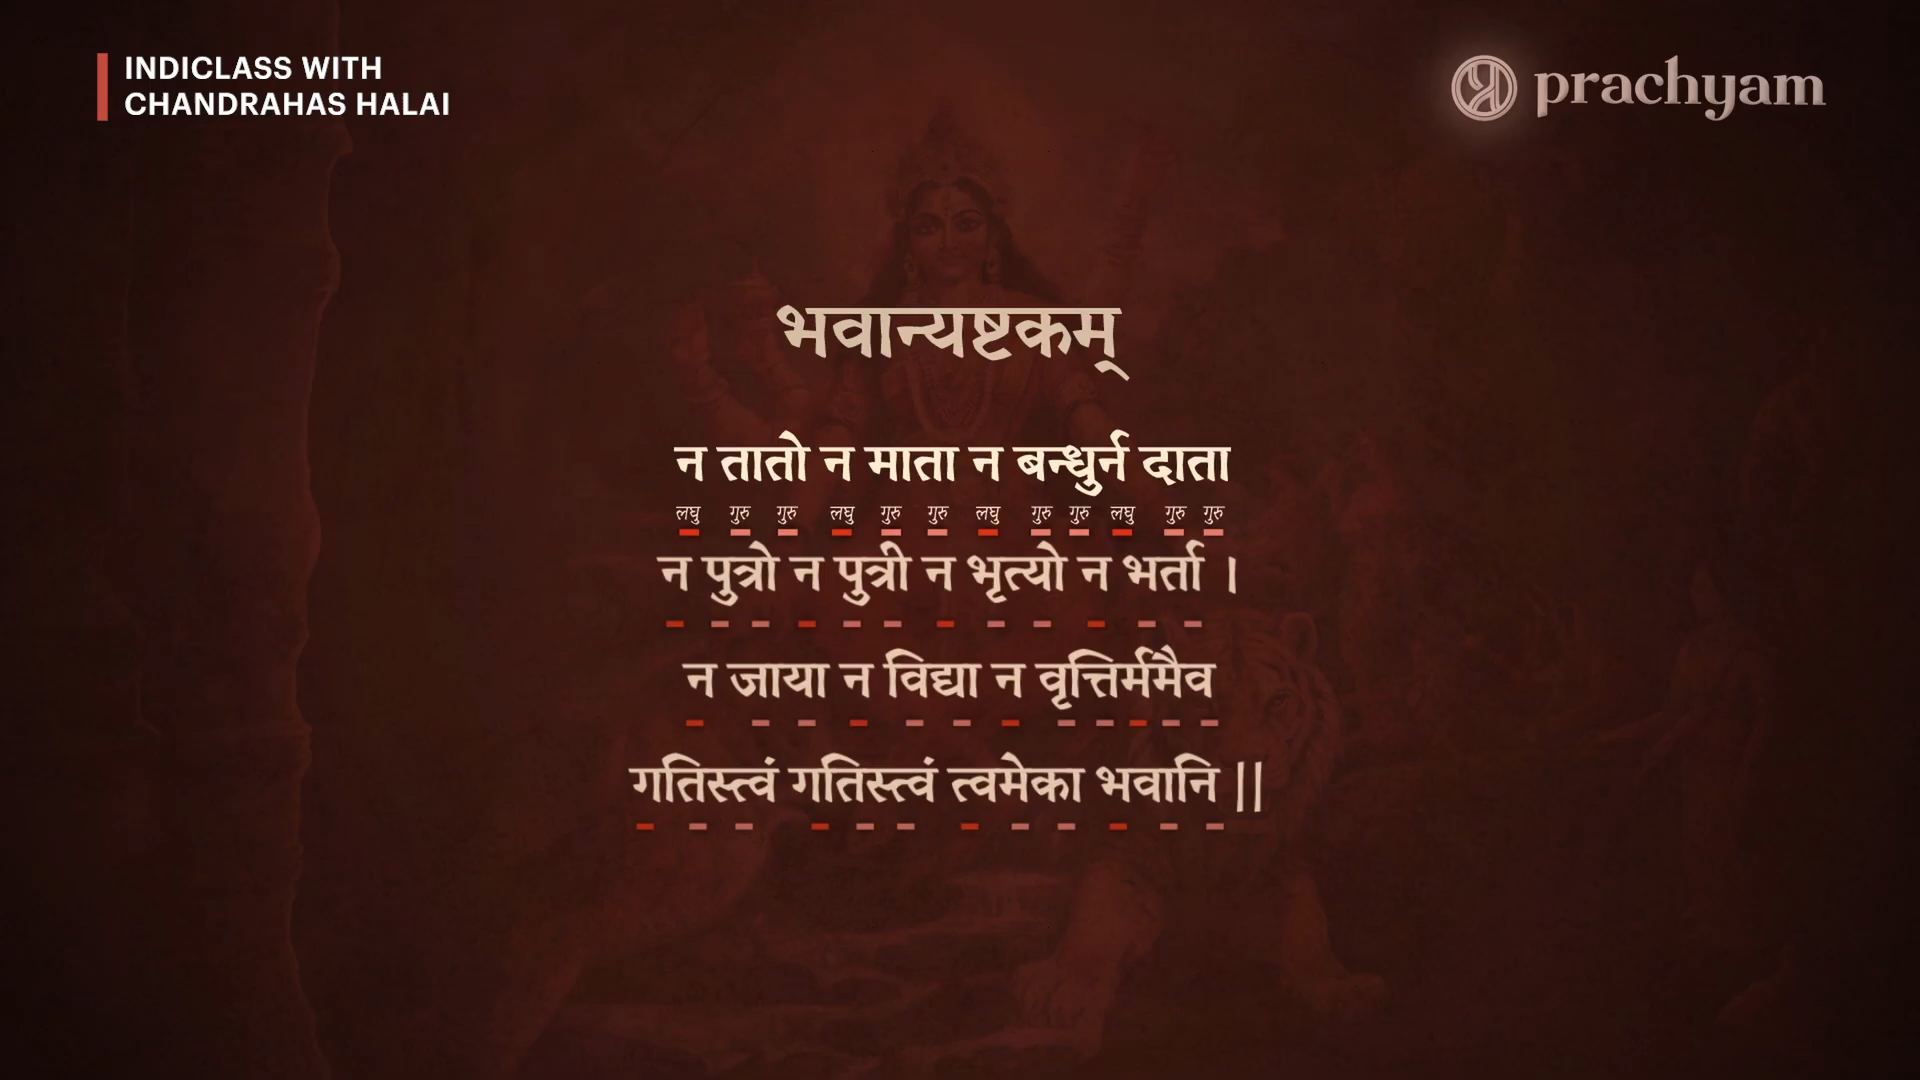 INDICLASS WITH
CHANDRAHAS HALAI
prachyam
भवान्यष्टकम्
न तातो न माता न बन्धुर्न दाता
लघु गुरु गुरु लघु गुरु गुरु लघु गुरु गुरु लघु गुरु गुरु
न पुत्रो न पुत्री न भृत्यो न भर्ता ।
न जाया न विद्या न वृत्तिर्ममैव
गतिस्त्वं गतिस्त्वं त्वमेका भवानि ||